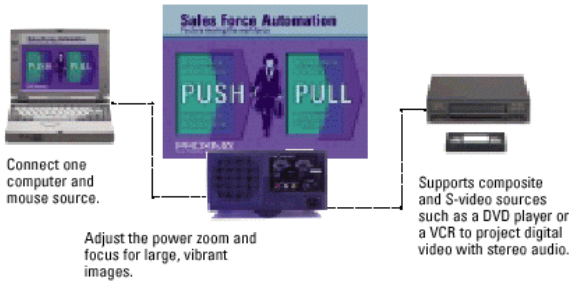 Sales Force Automation
PUSH
PULL
PROXIMA
Connect one
computer and
mouse source.
Adjust the power zoom and
focus for large, vibrant
images.
Supports composite
and S-video sources
such as a DVD player or
a VCR to project digital
video with stereo audio.